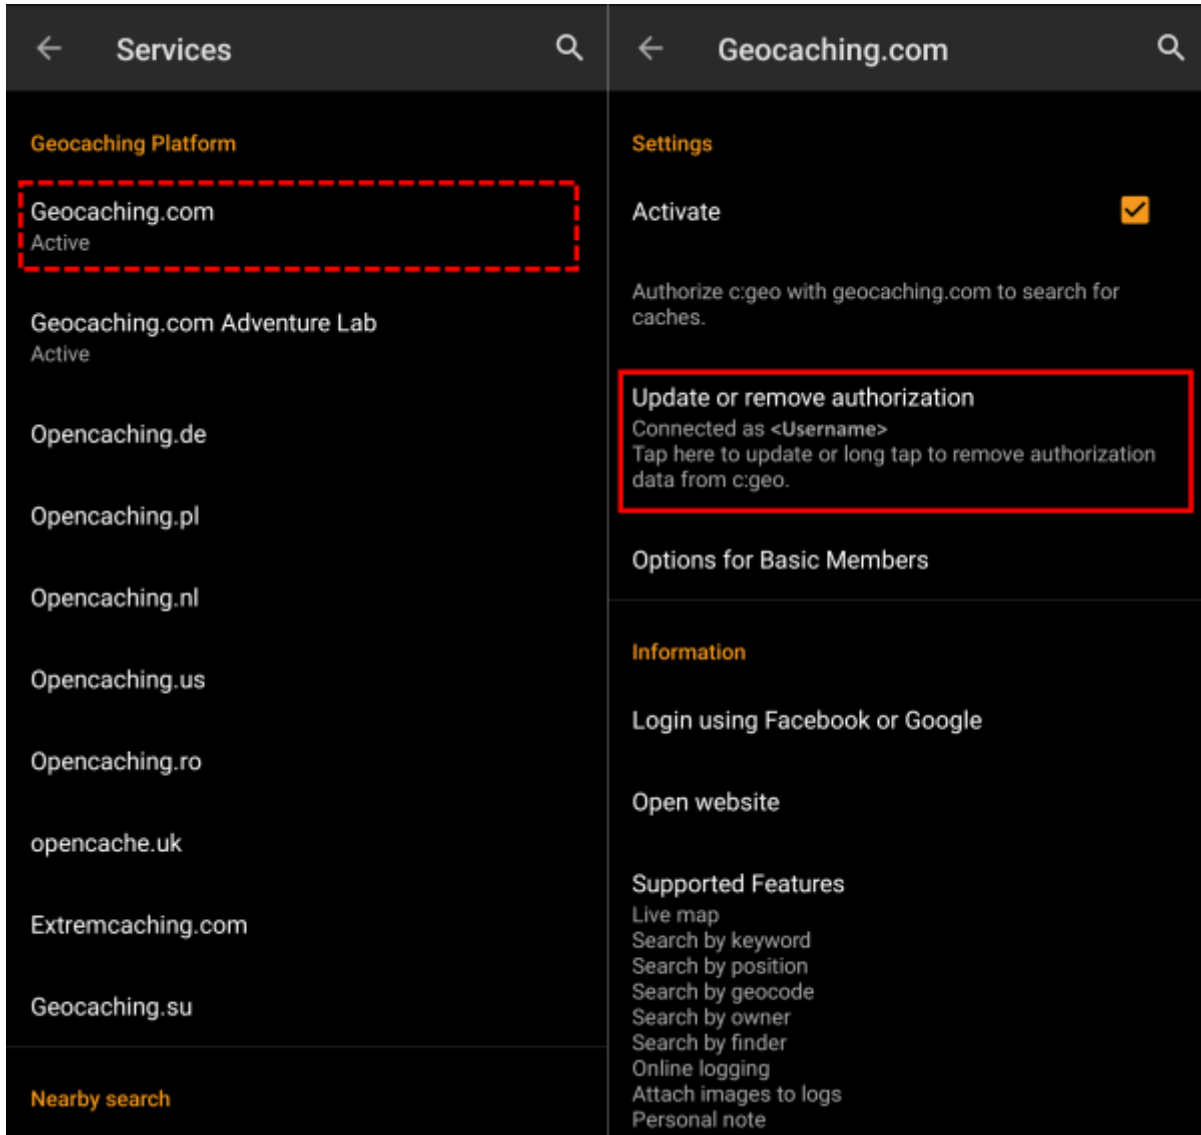 Services
Geocaching Platform
Geocaching.com
Active
Geocaching.com Adventure Lab
Active
Opencaching.de
Opencaching.pl
Opencaching.nl
Opencaching.us
Opencaching.ro
opencache.uk
Extremcaching.com
Geocaching.su
Nearby search
Geocaching.com
Settings
Activate
Authorize c:geo with geocaching.com to search for
caches.
Update or remove authorization
Connected as <Username>
Tap here to update or long tap to remove authorization
data from c:geo.
Options for Basic Members
Information
Login using Facebook or Google
Open website
Supported Features
Live map
Search by keyword
Search by position
Search by geocode
Search by owner
Search by finder
Online logging
Attach images to logs
Personal note